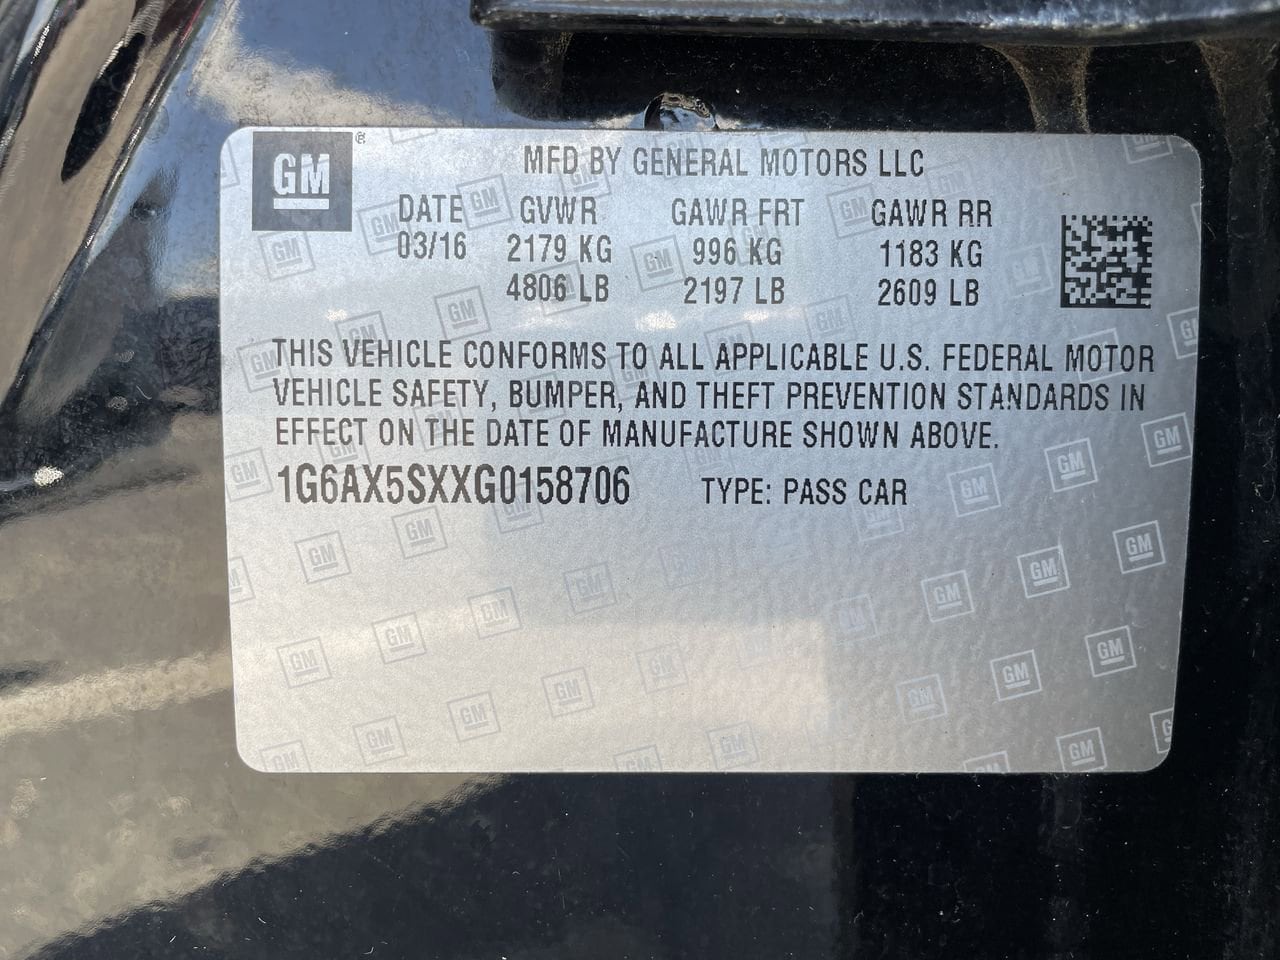 GM ®
MFD BY GENERAL MOTORS LLC
DATE GVWR GAWR FRT GAWR RR
03/16 2179 KG 996 KG 1183 KG
4806 LB 2197 LB 2609 LB
THIS VEHICLE CONFORMS TO ALL APPLICABLE U.S. FEDERAL MOTOR
VEHICLE SAFETY, BUMPER, AND THEFT PREVENTION STANDARDS IN
EFFECT ON THE DATE OF MANUFACTURE SHOWN ABOVE.
1G6AX5SXXG0158706 TYPE: PASS CAR